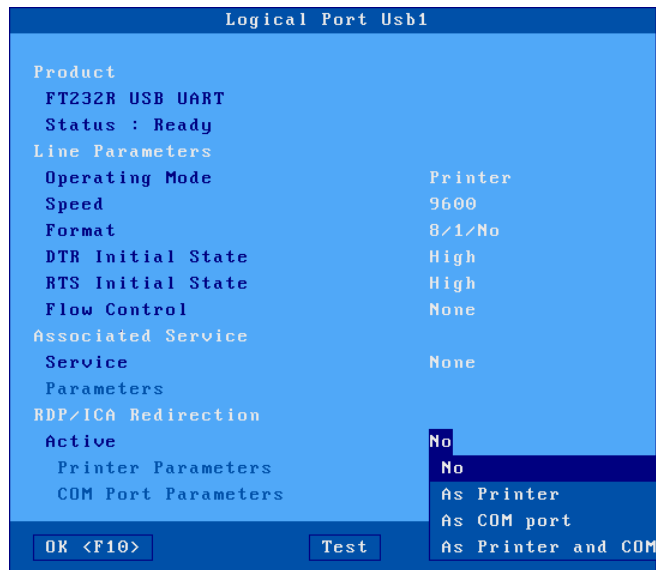 Logical Port Usb1
Product
FT232R USB UART
Status : Ready
Line Parameters
Operating Mode Printer
Speed 9600
Format 8/1/No
DTR Initial State High
RTS Initial State High
Flow Control None
Associated Service
Service None
Parameters
RDP/ICA Redirection
Active No
Printer Parameters No
COM Port Parameters As Printer
As COM port
OK <F10> Test As Printer and COM